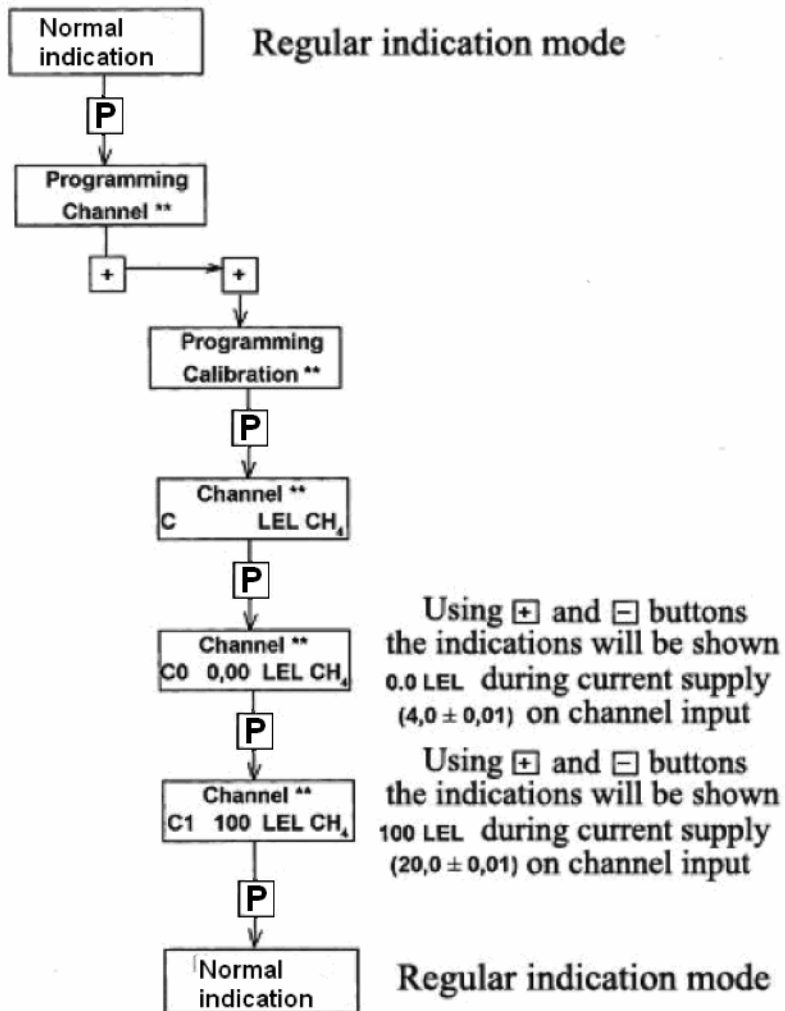 Normal
indication
Regular indication mode
P
Programming
Channel **
+ +
Programming
Calibration **
P
Channel **
C LEL CH₄
P
Channel **
C0 0,00 LEL CH₄
Using + and − buttons
the indications will be shown
0.0 LEL during current supply
(4,0 ± 0,01) on channel input
P
Channel **
C1 100 LEL CH₄
Using + and − buttons
the indications will be shown
100 LEL during current supply
(20,0 ± 0,01) on channel input
P
Normal
indication
Regular indication mode